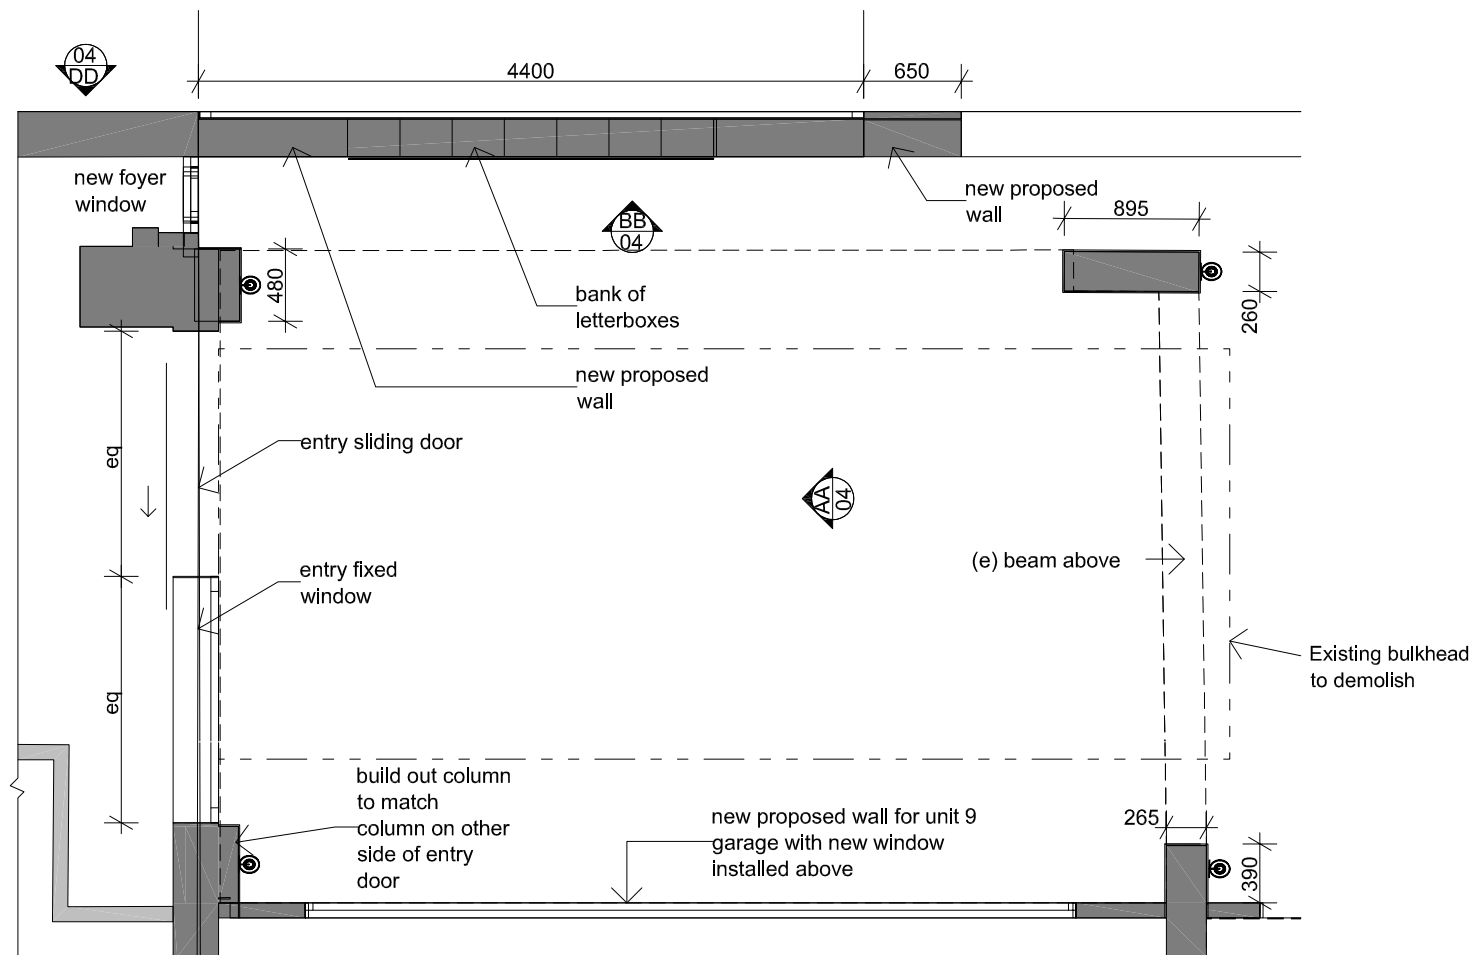 04
DD
4400
650
new foyer
window
new proposed
wall
895
BB
04
480
260
bank of
letterboxes
new proposed
wall
entry sliding door
eq
AA
04
(e) beam above
entry fixed
window
Existing bulkhead
to demolish
eq
build out column
to match
column on other
side of entry
door
new proposed wall for unit 9
garage with new window
installed above
265
390